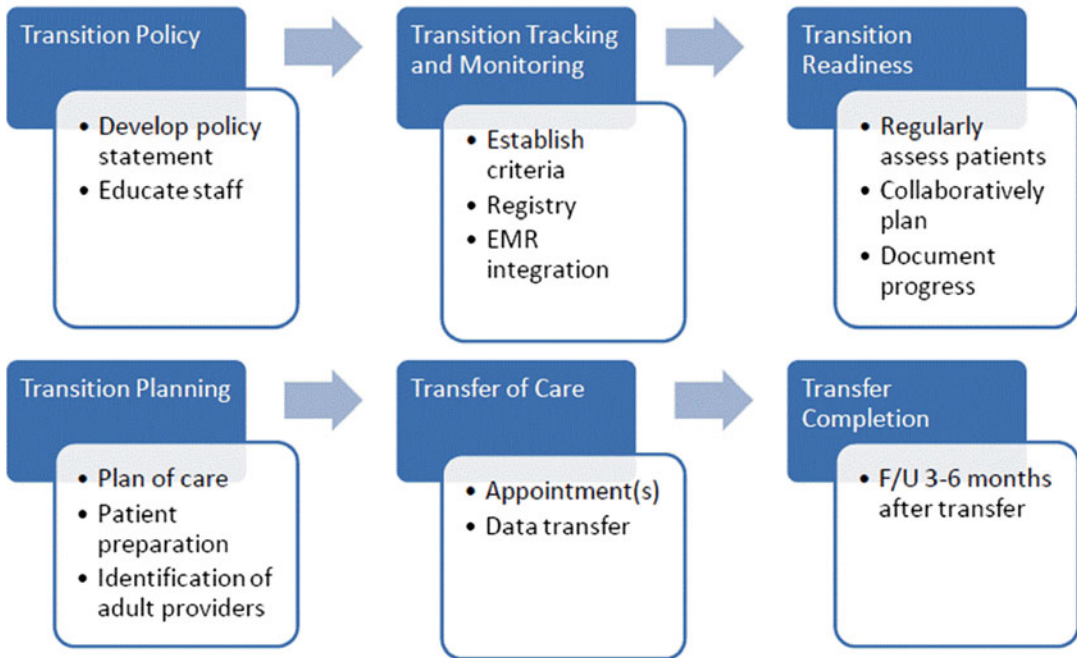 Transition Policy
• Develop policy
statement
• Educate staff
Transition Tracking
and Monitoring
• Establish
criteria
• Registry
• EMR
integration
Transition
Readiness
• Regularly
assess patients
• Collaboratively
plan
• Document
progress
Transition Planning
• Plan of care
• Patient
preparation
• Identification of
adult providers
Transfer of Care
• Appointment(s)
• Data transfer
Transfer
Completion
• F/U 3-6 months
after transfer